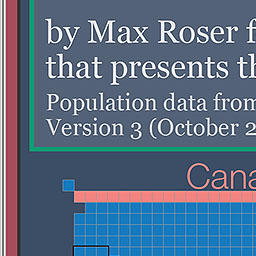 by Max Roser f
that presents th
Population data from
Version 3 (October 2
Cana